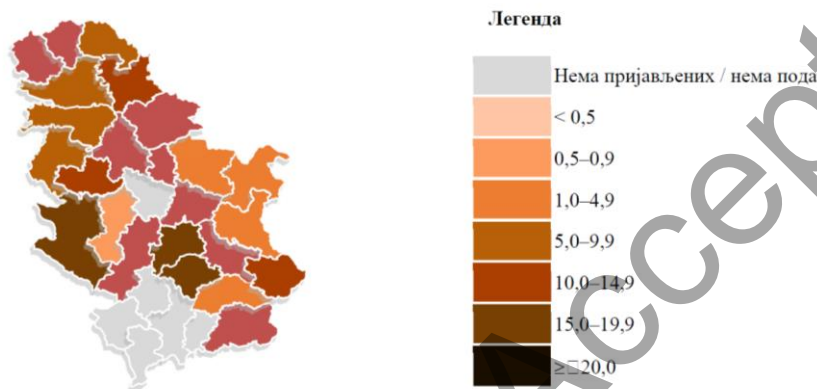 Легенда
Нема пријављених / нема пода
< 0,5
0,5–0,9
1,0–4,9
5,0–9,9
10,0–14,9
15,0–19,9
≥□20,0
Accept